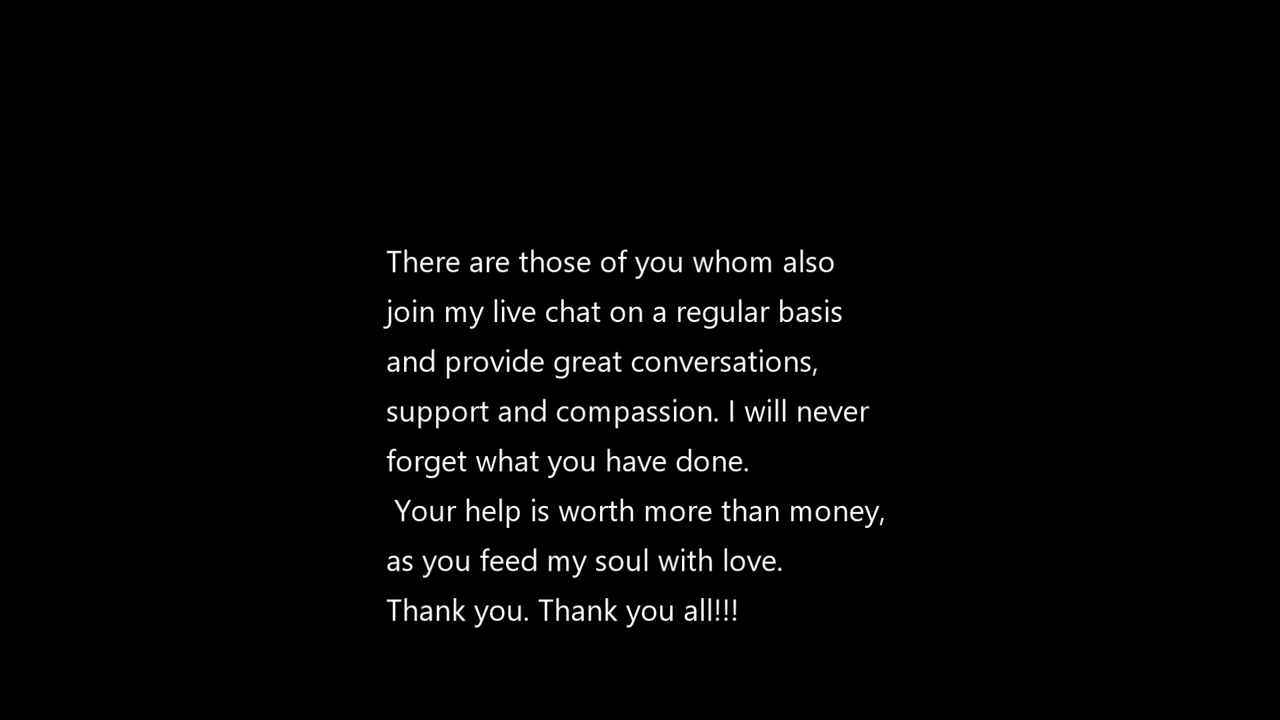 There are those of you whom also
join my live chat on a regular basis
and provide great conversations,
support and compassion. I will never
forget what you have done.
Your help is worth more than money,
as you feed my soul with love.
Thank you. Thank you all!!!